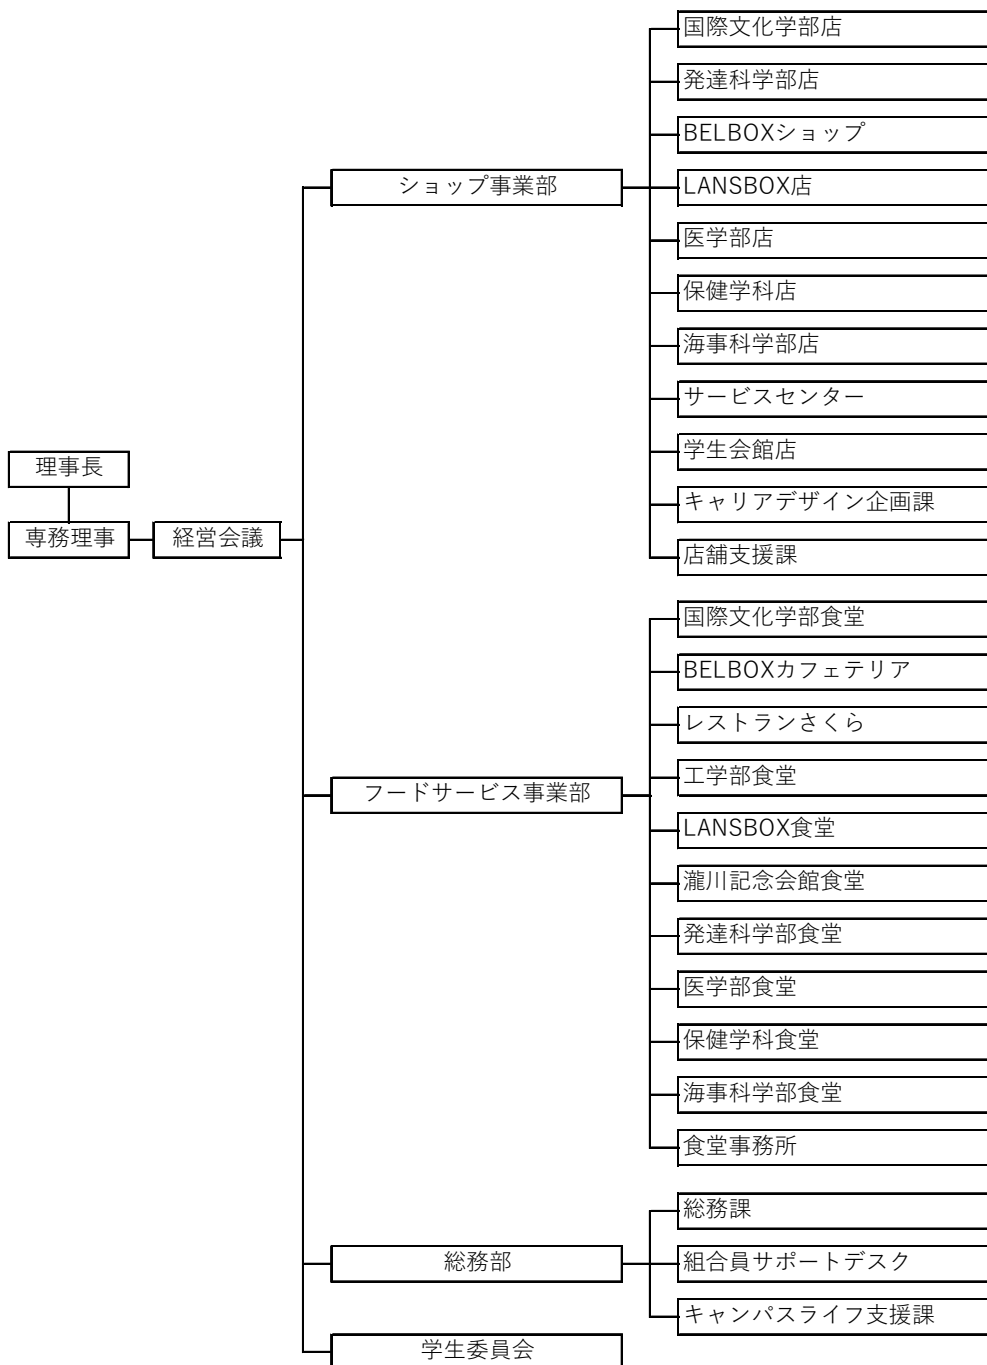 理事長
専務理事
経営会議
ショップ事業部
国際文化学部店
発達科学部店
BELBOXショップ
LANSBOX店
医学部店
保健学科店
海事科学部店
サービスセンター
学生会館店
キャリアデザイン企画課
店舗支援課
フードサービス事業部
国際文化学部食堂
BELBOXカフェテリア
レストランさくら
工学部食堂
LANSBOX食堂
瀧川記念会館食堂
発達科学部食堂
医学部食堂
保健学科食堂
海事科学部食堂
食堂事務所
総務部
総務課
組合員サポートデスク
キャンパスライフ支援課
学生委員会